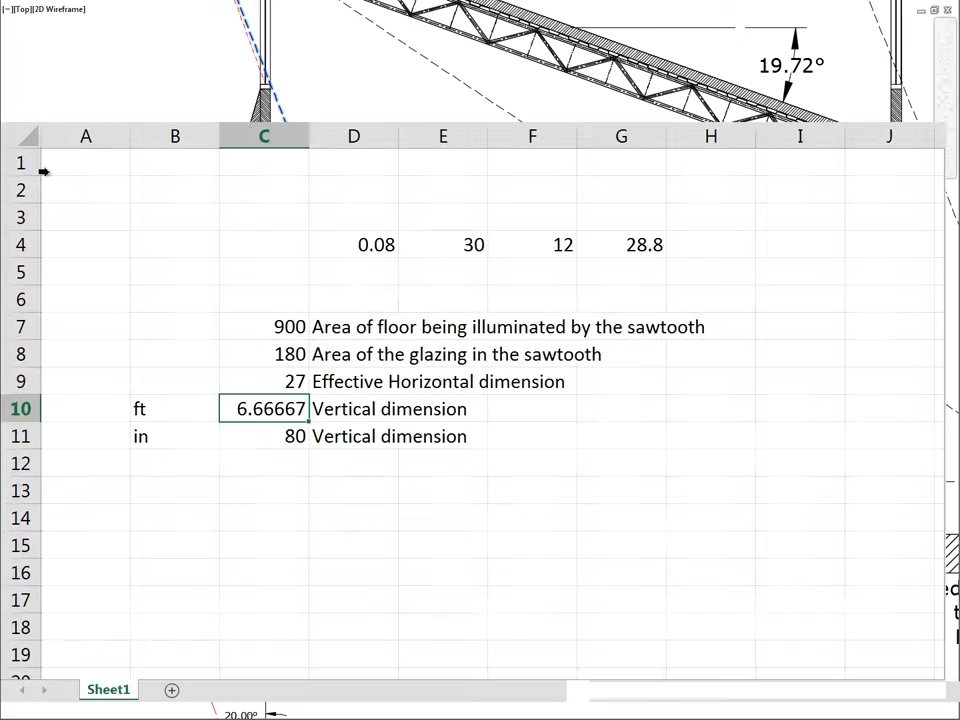 [−][Top][2D Wireframe]
19.72°
A B C D E F G H I J
1
2
3
4 0.08 30 12 28.8
5
6
7 900 Area of floor being illuminated by the sawtooth
8 180 Area of the glazing in the sawtooth
9 27 Effective Horizontal dimension
10 ft 6.66667 Vertical dimension
11 in 80 Vertical dimension
12
13
14
15
16
17
18
19
Sheet1
20.00°